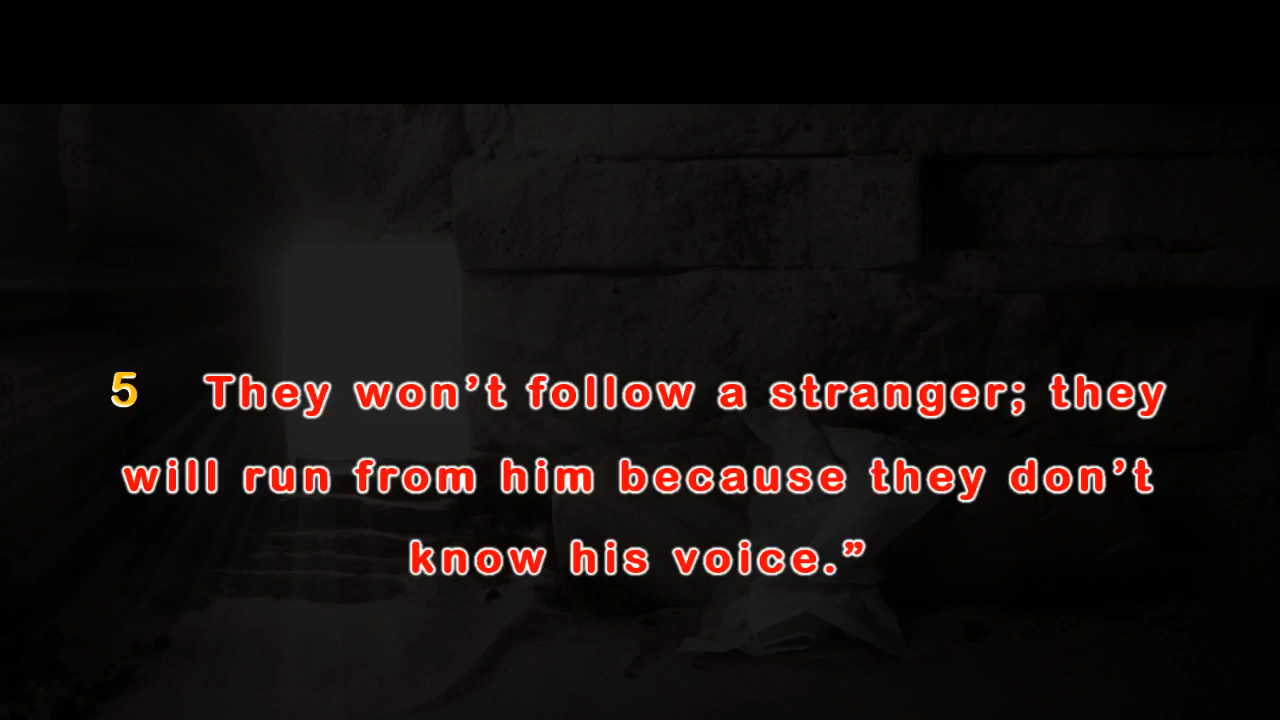 5 They won’t follow a stranger; they
will run from him because they don’t
know his voice.”